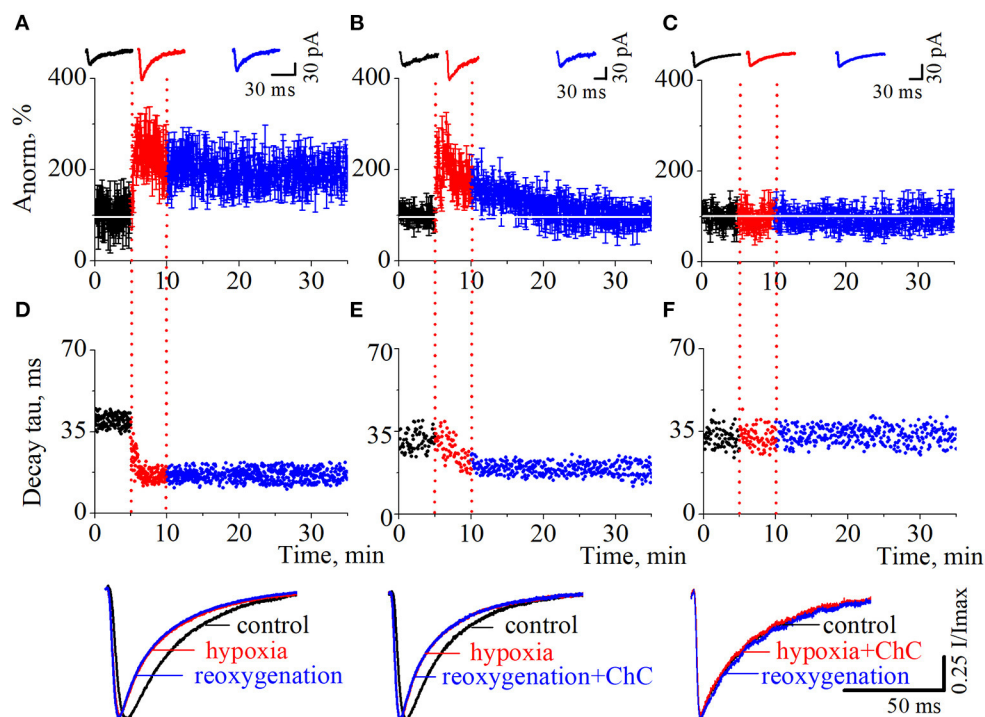 A
B
C
30 ms
30 pA
30 ms
30 pA
30 ms
30 pA
Anorm, %
400
200
0
0 10 20 30
400
200
0
0 10 20 30
400
200
0
0 10 20 30
D
E
F
Decay tau, ms
70
35
0
0 10 20 30
Time, min
70
35
0
0 10 20 30
Time, min
70
35
0
0 10 20 30
Time, min
control
hypoxia
reoxygenation
control
hypoxia
reoxygenation+ChC
control
hypoxia+ChC
reoxygenation
50 ms
0.25 I/Imax